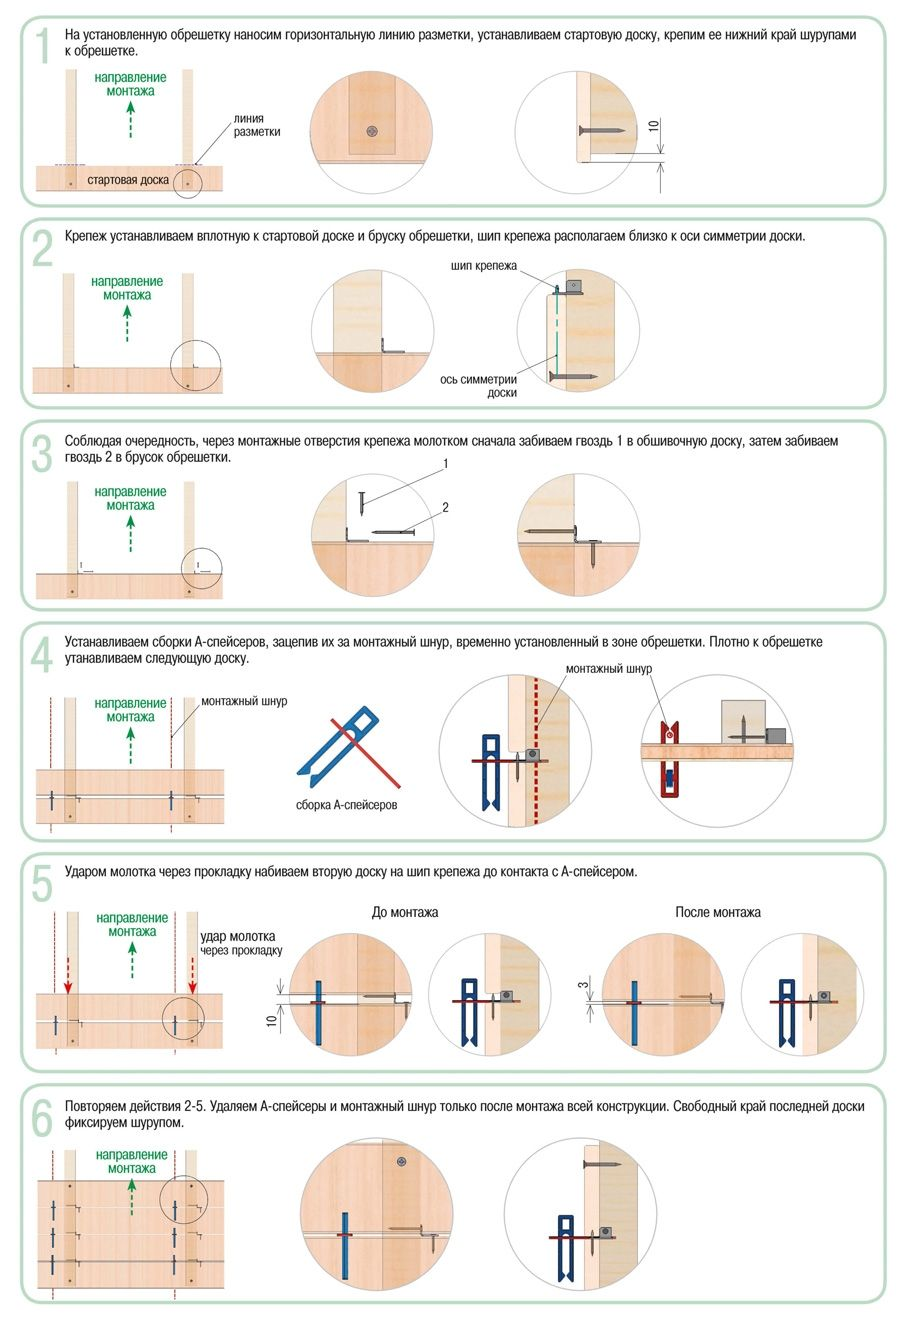 1
На установленную обрешетку наносим горизонтальную линию разметки, устанавливаем стартовую доску, крепим ее нижний край шурупами
к обрешетке.
направление
монтажа
линия
разметки
стартовая доска
10
2
Крепеж устанавливаем вплотную к стартовой доске и бруску обрешетки, шип крепежа располагаем близко к оси симметрии доски.
направление
монтажа
шип крепежа
ось симметрии
доски
3
Соблюдая очередность, через монтажные отверстия крепежа молотком сначала забиваем гвоздь 1 в обшивочную доску, затем забиваем
гвоздь 2 в брусок обрешетки.
направление
монтажа
1
2
4
Устанавливаем сборки А-спейсеров, зацепив их за монтажный шнур, временно установленный в зоне обрешетки. Плотно к обрешетке
утанавливаем следующую доску.
направление
монтажа
монтажный шнур
сборка А-спейсеров
монтажный шнур
5
Ударом молотка через прокладку набиваем вторую доску на шип крепежа до контакта с А-спейсером.
направление
монтажа
удар молотка
через прокладку
До монтажа
10
После монтажа
3
6
Повторяем действия 2-5. Удаляем А-спейсеры и монтажный шнур только после монтажа всей конструкции. Свободный край последней доски
фиксируем шурупом.
направление
монтажа